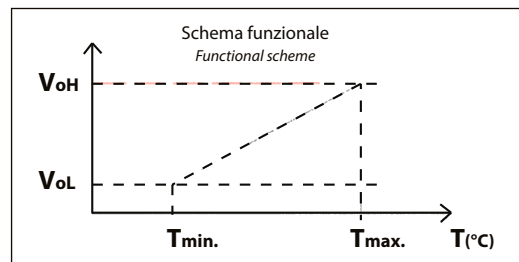 Schema funzionale
Functional scheme
VoH
VoL
Tmin.
Tmax.
T(°C)